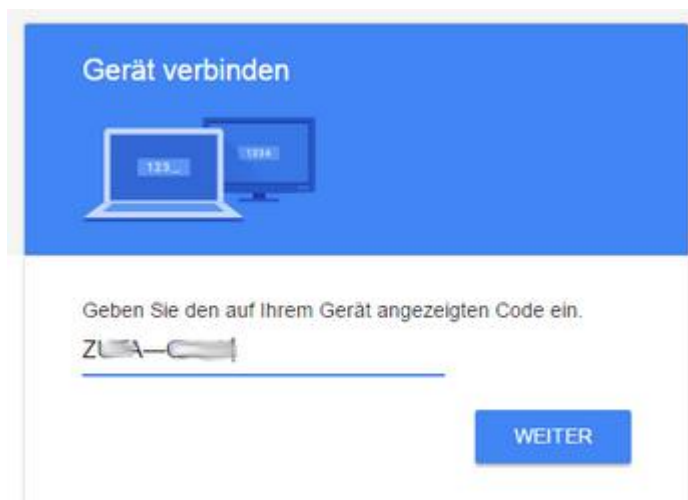 Gerät verbinden
123_
1234
Geben Sie den auf Ihrem Gerät angezeigten Code ein.
WEITER